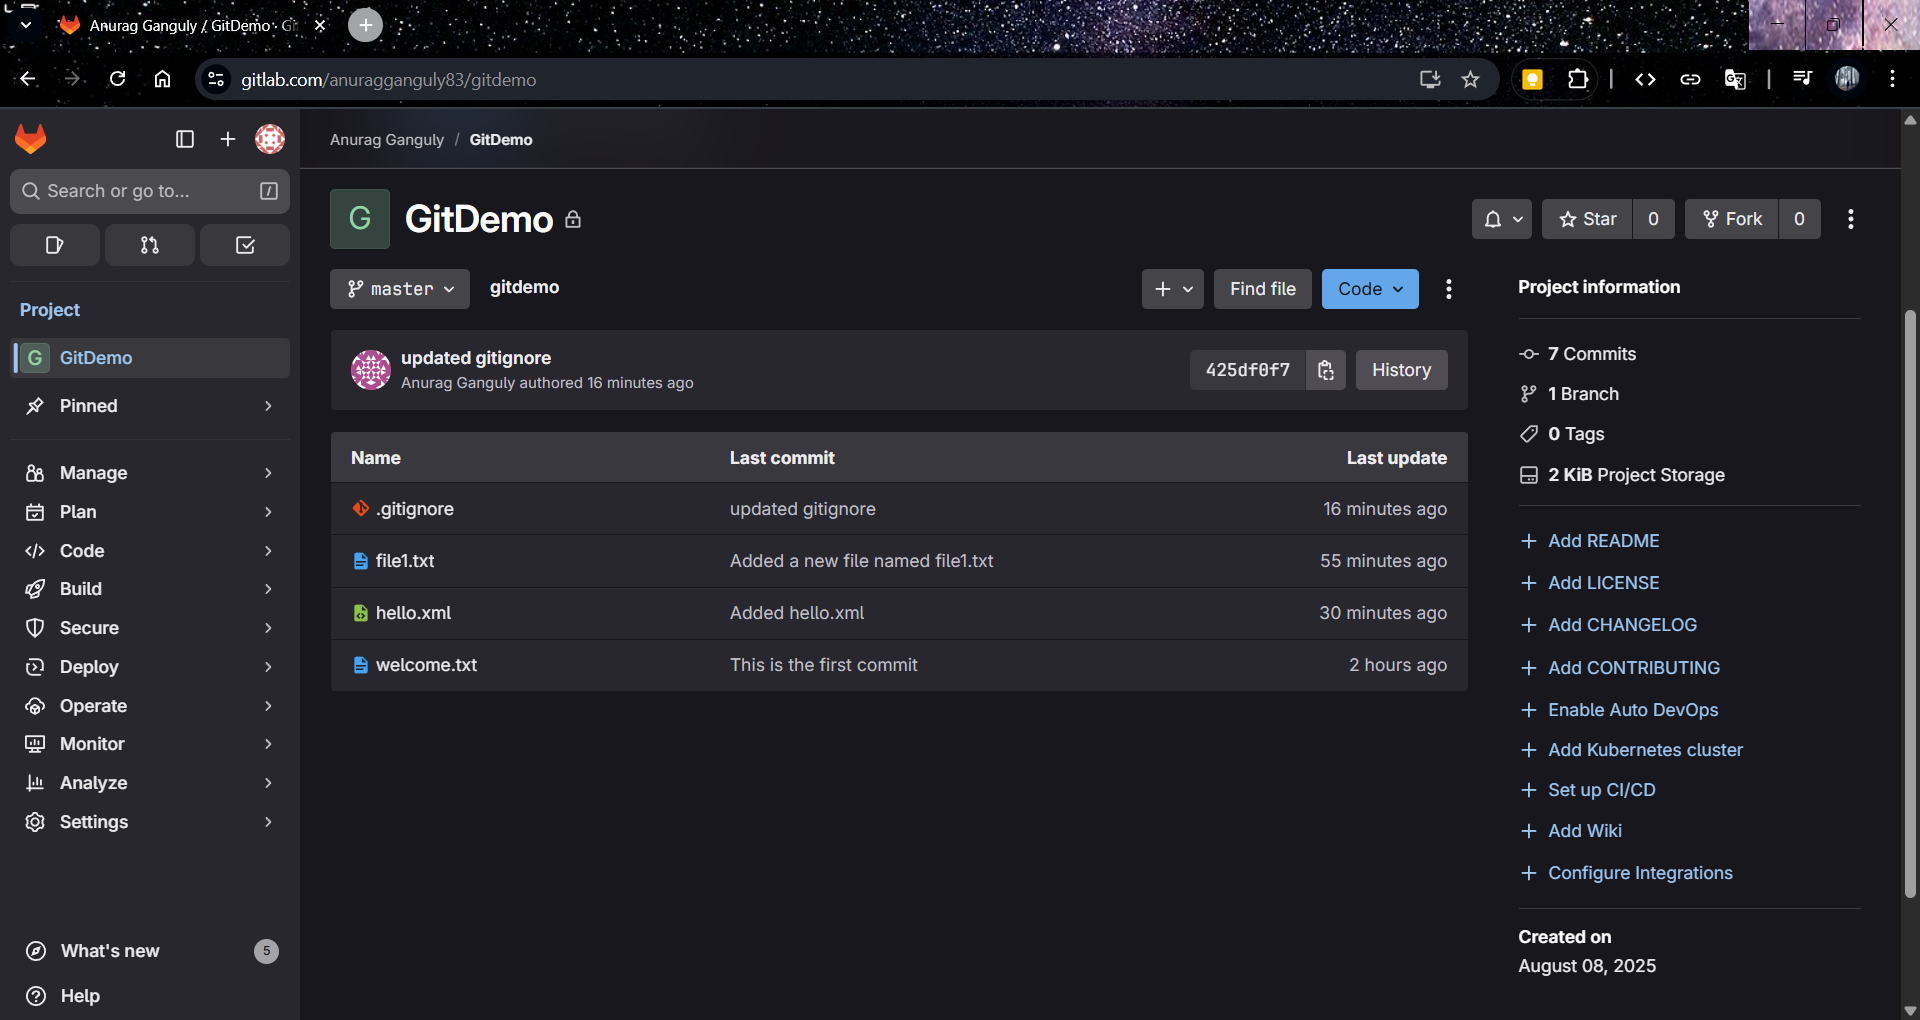 Anurag Ganguly / GitDemo · Gi
gitlab.com/anuragganguly83/gitdemo
Anurag Ganguly / GitDemo
Search or go to... /
G GitDemo
Star 0
Fork 0
master
gitdemo
Find file
Code
Project
G GitDemo
Pinned
Manage
Plan
Code
Build
Secure
Deploy
Operate
Monitor
Analyze
Settings
What's new 5
Help
updated gitignore
Anurag Ganguly authored 16 minutes ago
425df0f7
History
Name Last commit Last update
.gitignore updated gitignore 16 minutes ago
file1.txt Added a new file named file1.txt 55 minutes ago
hello.xml Added hello.xml 30 minutes ago
welcome.txt This is the first commit 2 hours ago
Project information
7 Commits
1 Branch
0 Tags
2 KiB Project Storage
Add README
Add LICENSE
Add CHANGELOG
Add CONTRIBUTING
Enable Auto DevOps
Add Kubernetes cluster
Set up CI/CD
Add Wiki
Configure Integrations
Created on
August 08, 2025